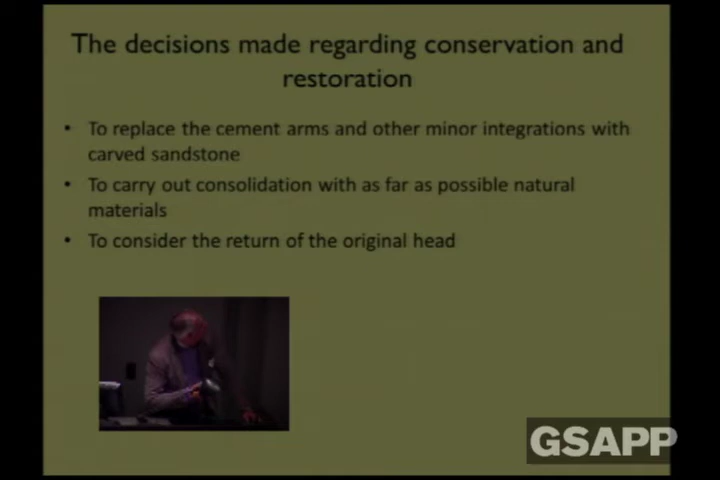 The decisions made regarding conservation and
restoration
• To replace the cement arms and other minor integrations with
carved sandstone
• To carry out consolidation with as far as possible natural
materials
• To consider the return of the original head
GSAPP